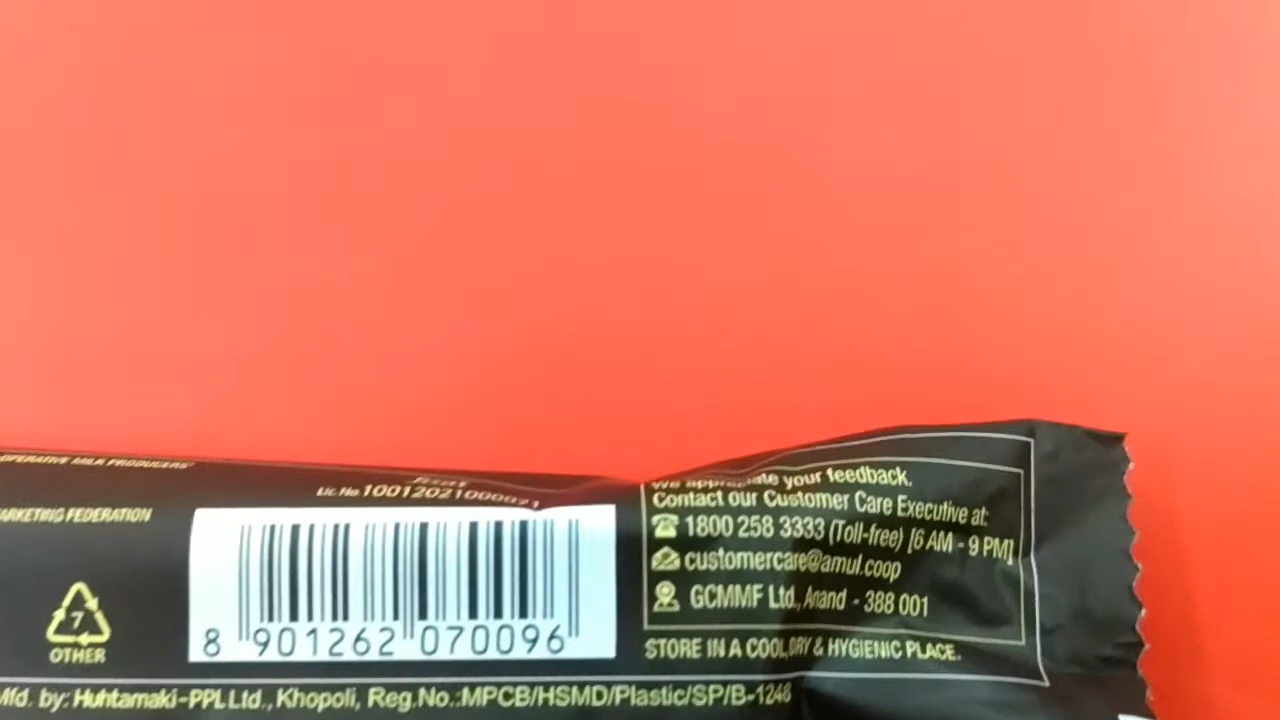 OPERATIVE MILK PRODUCERS'
Lic. No. 10012021000071
ARKETING FEDERATION
7
OTHER
8 901262 070096
We appreciate your feedback.
Contact our Customer Care Executive at:
1800 258 3333 (Toll-free) [6 AM - 9 PM]
customercare@amul.coop
GCMMF Ltd., Anand - 388 001
STORE IN A COOL, DRY & HYGIENIC PLACE.
Mfd. by: Huhtamaki-PPL Ltd., Khopoli, Reg.No.:MPCB/HSMD/Plastic/SP/B-1248